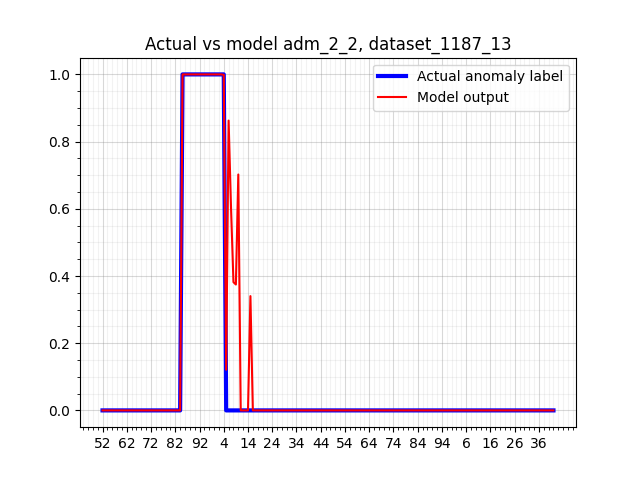 Actual vs model adm_2_2, dataset_1187_13
Actual anomaly label
Model output
1.0
0.8
0.6
0.4
0.2
0.0
52 62 72 82 92 4 14 24 34 44 54 64 74 84 94 6 16 26 36